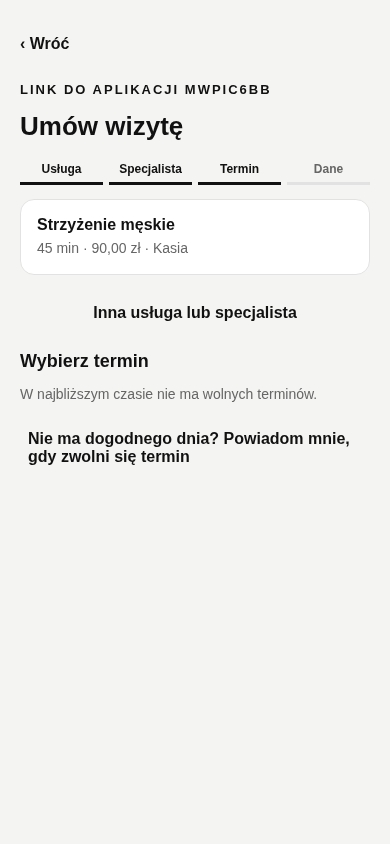 ‹ Wróć
LINK DO APLIKACJI MWPIC6BB
Umów wizytę
Usługa
Specjalista
Termin
Dane
Strzyżenie męskie
45 min · 90,00 zł · Kasia
Inna usługa lub specjalista
Wybierz termin
W najbliższym czasie nie ma wolnych terminów.
Nie ma dogodnego dnia? Powiadom mnie,
gdy zwolni się termin